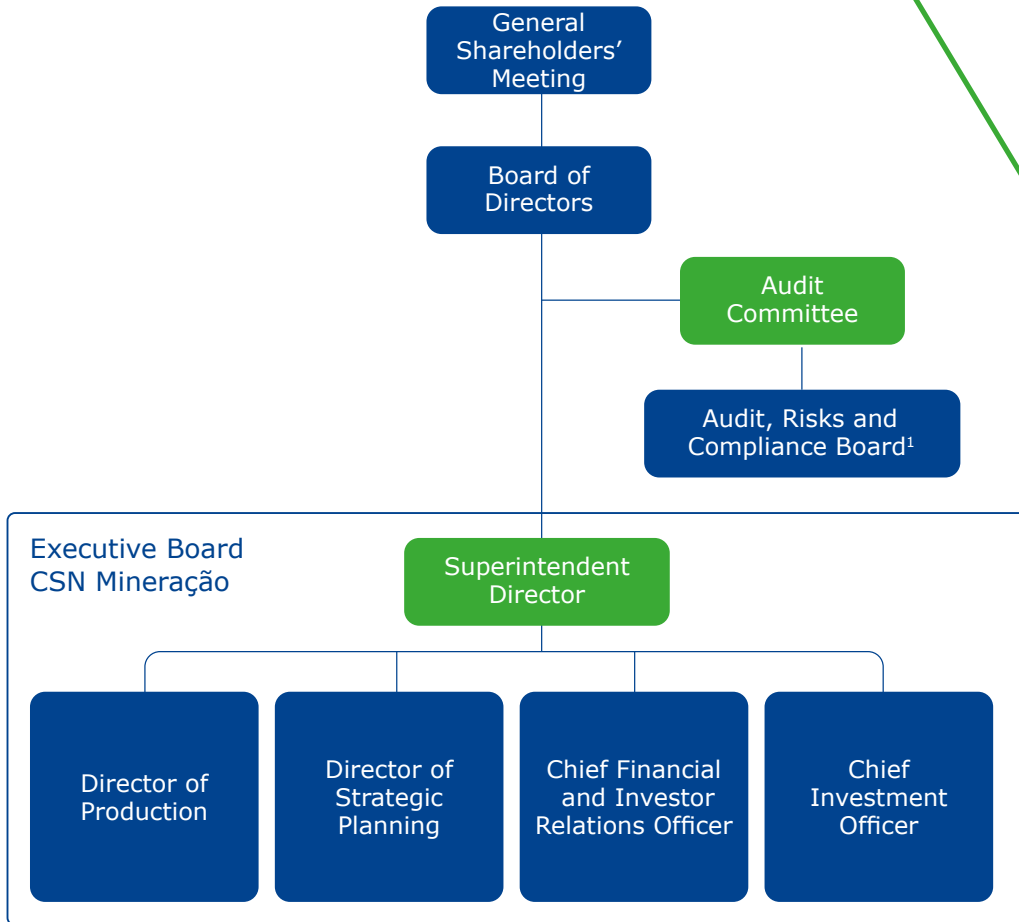 General
Shareholders’
Meeting
Board of
Directors
Audit
Committee
Audit, Risks and
Compliance Board¹
Executive Board
CSN Mineração
Superintendent
Director
Director of
Production
Director of
Strategic
Planning
Chief Financial
and Investor
Relations Officer
Chief
Investment
Officer